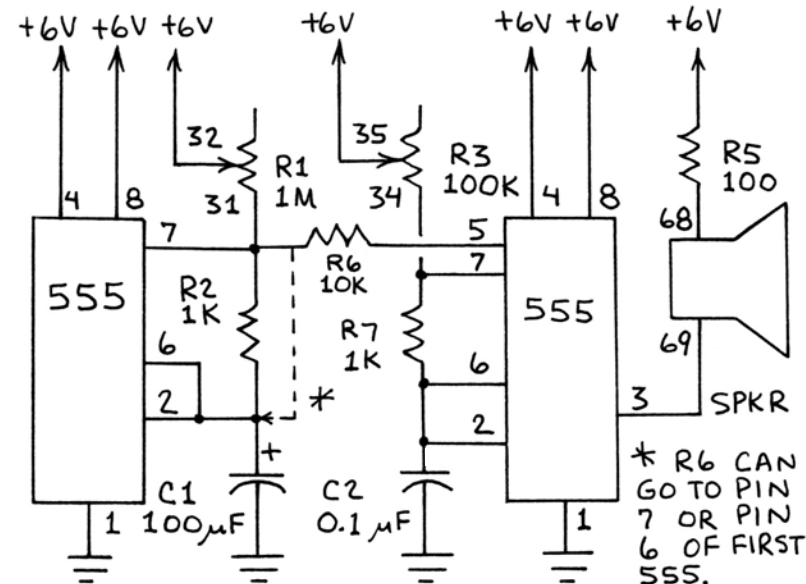 +6V +6V +6V +6V +6V +6V +6V
32
35
R1
1M
R3
100K
R5
100
4
8
31
34
4
8
68
7
5
R6
10K
7
555
R2
1K
555
R7
1K
6
6
69
2
*
2
3
SPKR
+
C1
100μF
C2
0.1μF
1
1
* R6 CAN
GO TO PIN
7 OR PIN
6 OF FIRST
555.